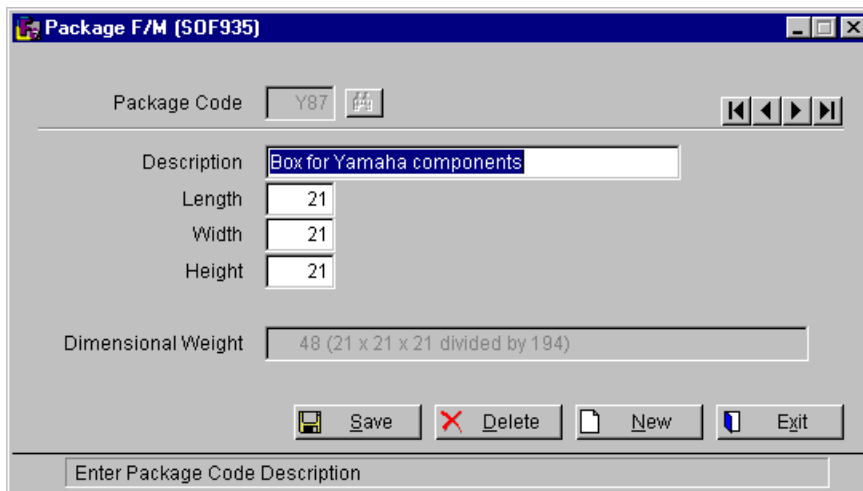 Package F/M (SOF935)
Package Code Y87
Description Box for Yamaha components
Length 21
Width 21
Height 21
Dimensional Weight 48 (21 x 21 x 21 divided by 194)
Save Delete New Exit
Enter Package Code Description